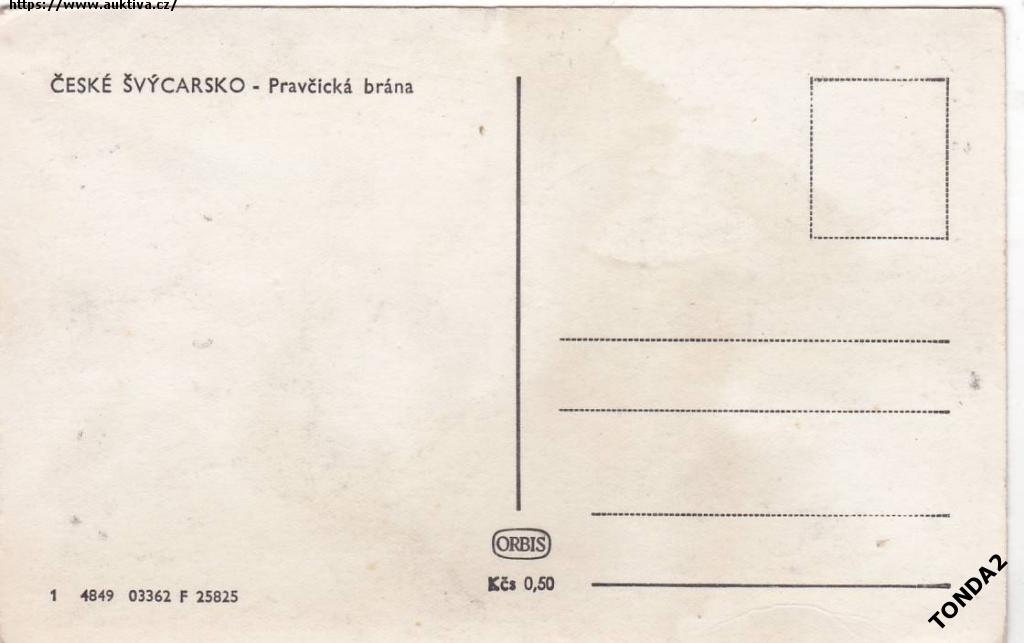 https://www.auktiva.cz/
ČESKÉ ŠVÝCARSKO - Pravčická brána
ORBIS
Kčs 0,50
1 4849 03362 F 25825
TONDA2